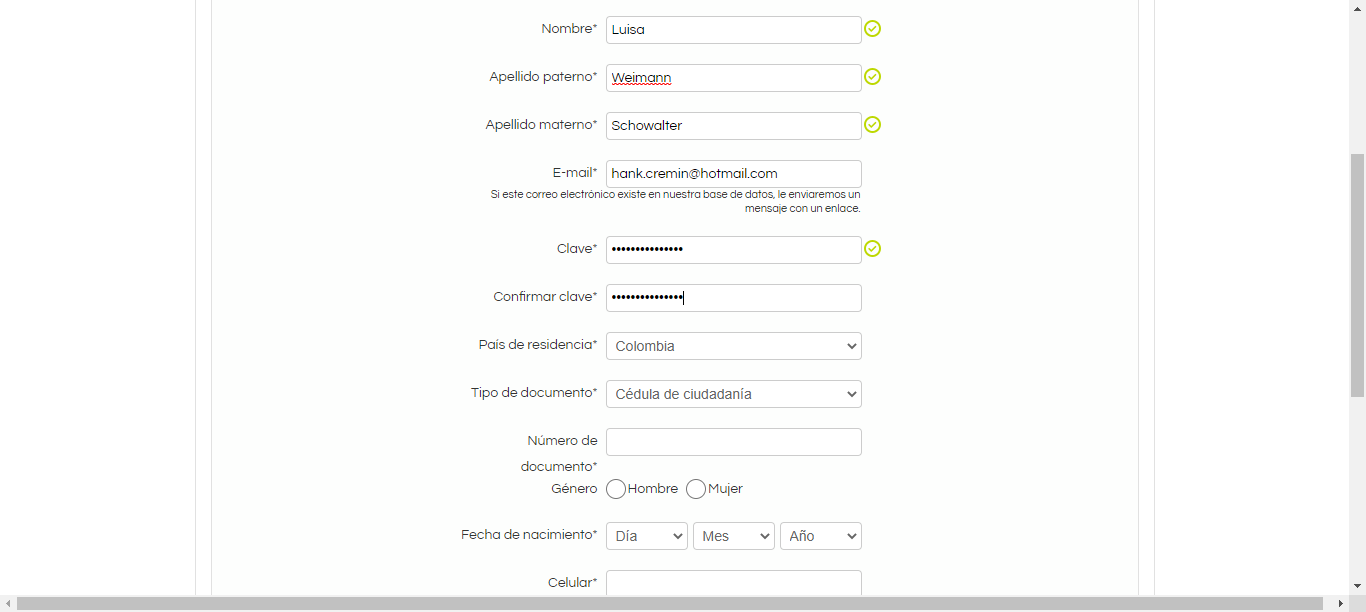 Nombre* Luisa
Apellido paterno* Weimann
Apellido materno* Schowalter
E-mail* hank.cremin@hotmail.com
Si este correo electrónico existe en nuestra base de datos, le enviaremos un
mensaje con un enlace.
Clave* •••••••••••••••
Confirmar clave* •••••••••••••••
País de residencia* Colombia
Tipo de documento* Cédula de ciudadanía
Número de
documento*
Género Hombre Mujer
Fecha de nacimiento* Día Mes Año
Celular*